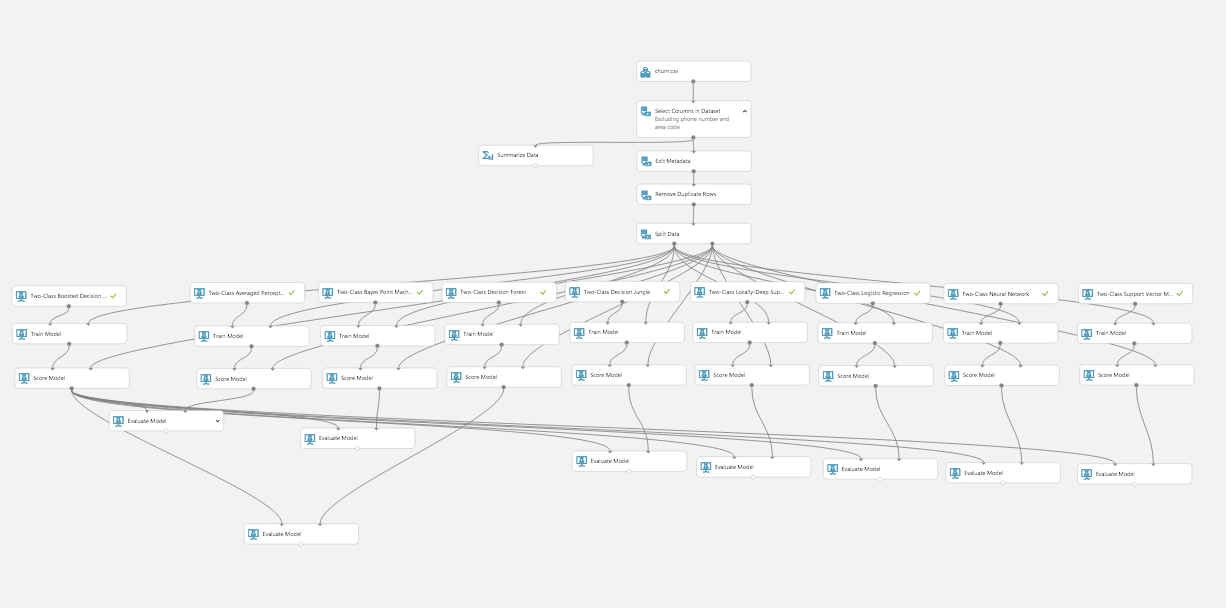 churn.csv
Select Columns in Dataset
Excluding phone number and
area code
Summarize Data
Edit Metadata
Remove Duplicate Rows
Split Data
Two-Class Boosted Decision...
Two-Class Averaged Percept...
Two-Class Bayes Point Mach...
Two-Class Decision Forest
Two-Class Decision Jungle
Two-Class Locally-Deep Sup...
Two-Class Logistic Regression
Two-Class Neural Network
Two-Class Support Vector M...
Train Model
Train Model
Train Model
Train Model
Train Model
Train Model
Train Model
Train Model
Train Model
Score Model
Score Model
Score Model
Score Model
Score Model
Score Model
Score Model
Score Model
Score Model
Evaluate Model
Evaluate Model
Evaluate Model
Evaluate Model
Evaluate Model
Evaluate Model
Evaluate Model
Evaluate Model